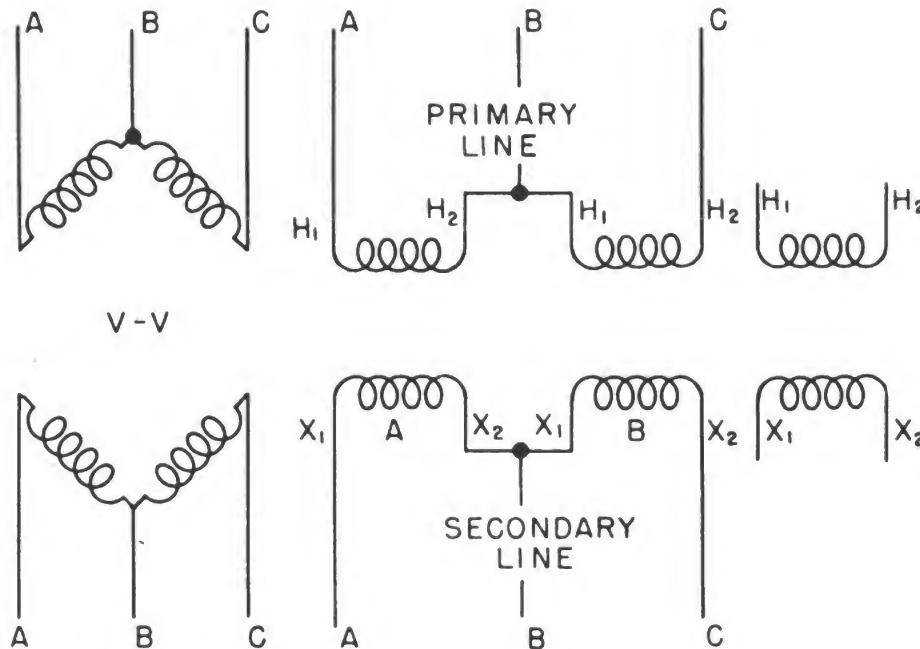 A B C A B C
PRIMARY
LINE
H₁ H₂ H₁ H₂ H₁ H₂
V-V
X₁ A X₂ X₁ B X₂ X₁ X₂
SECONDARY
LINE
A B C A B C